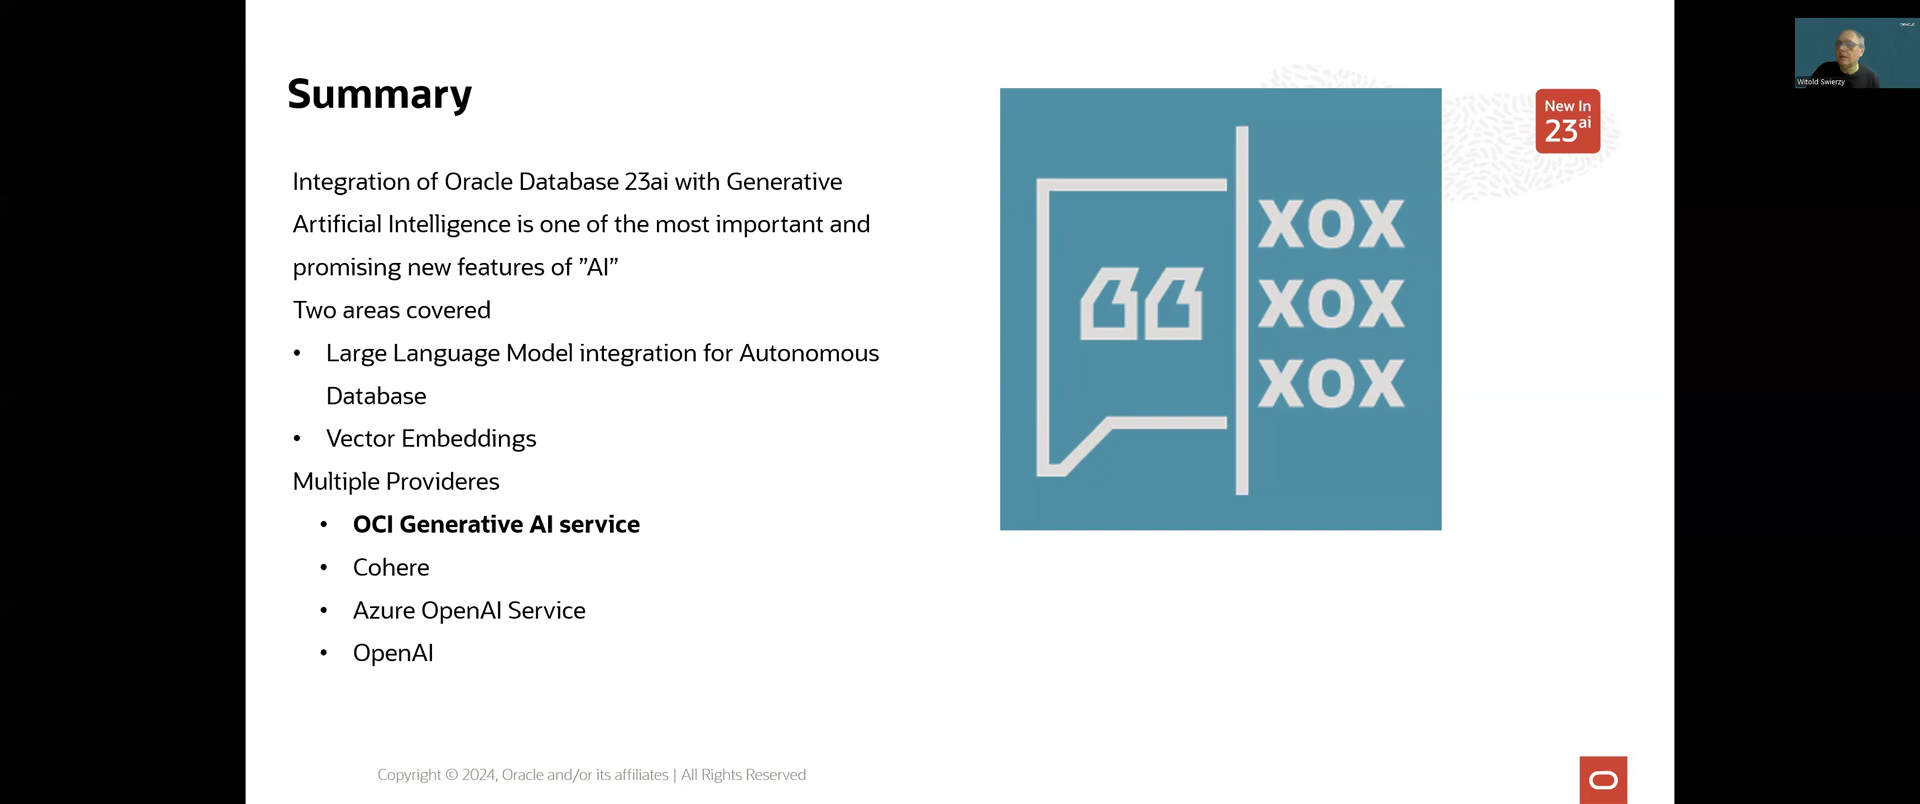 Summary
Integration of Oracle Database 23ai with Generative
Artificial Intelligence is one of the most important and
promising new features of ”AI”
Two areas covered
• Large Language Model integration for Autonomous
Database
• Vector Embeddings
Multiple Provideres
• OCI Generative AI service
• Cohere
• Azure OpenAI Service
• OpenAI
XOX
XOX
XOX
New In
23ai
Witold Swierzy
Copyright © 2024, Oracle and/or its affiliates | All Rights Reserved